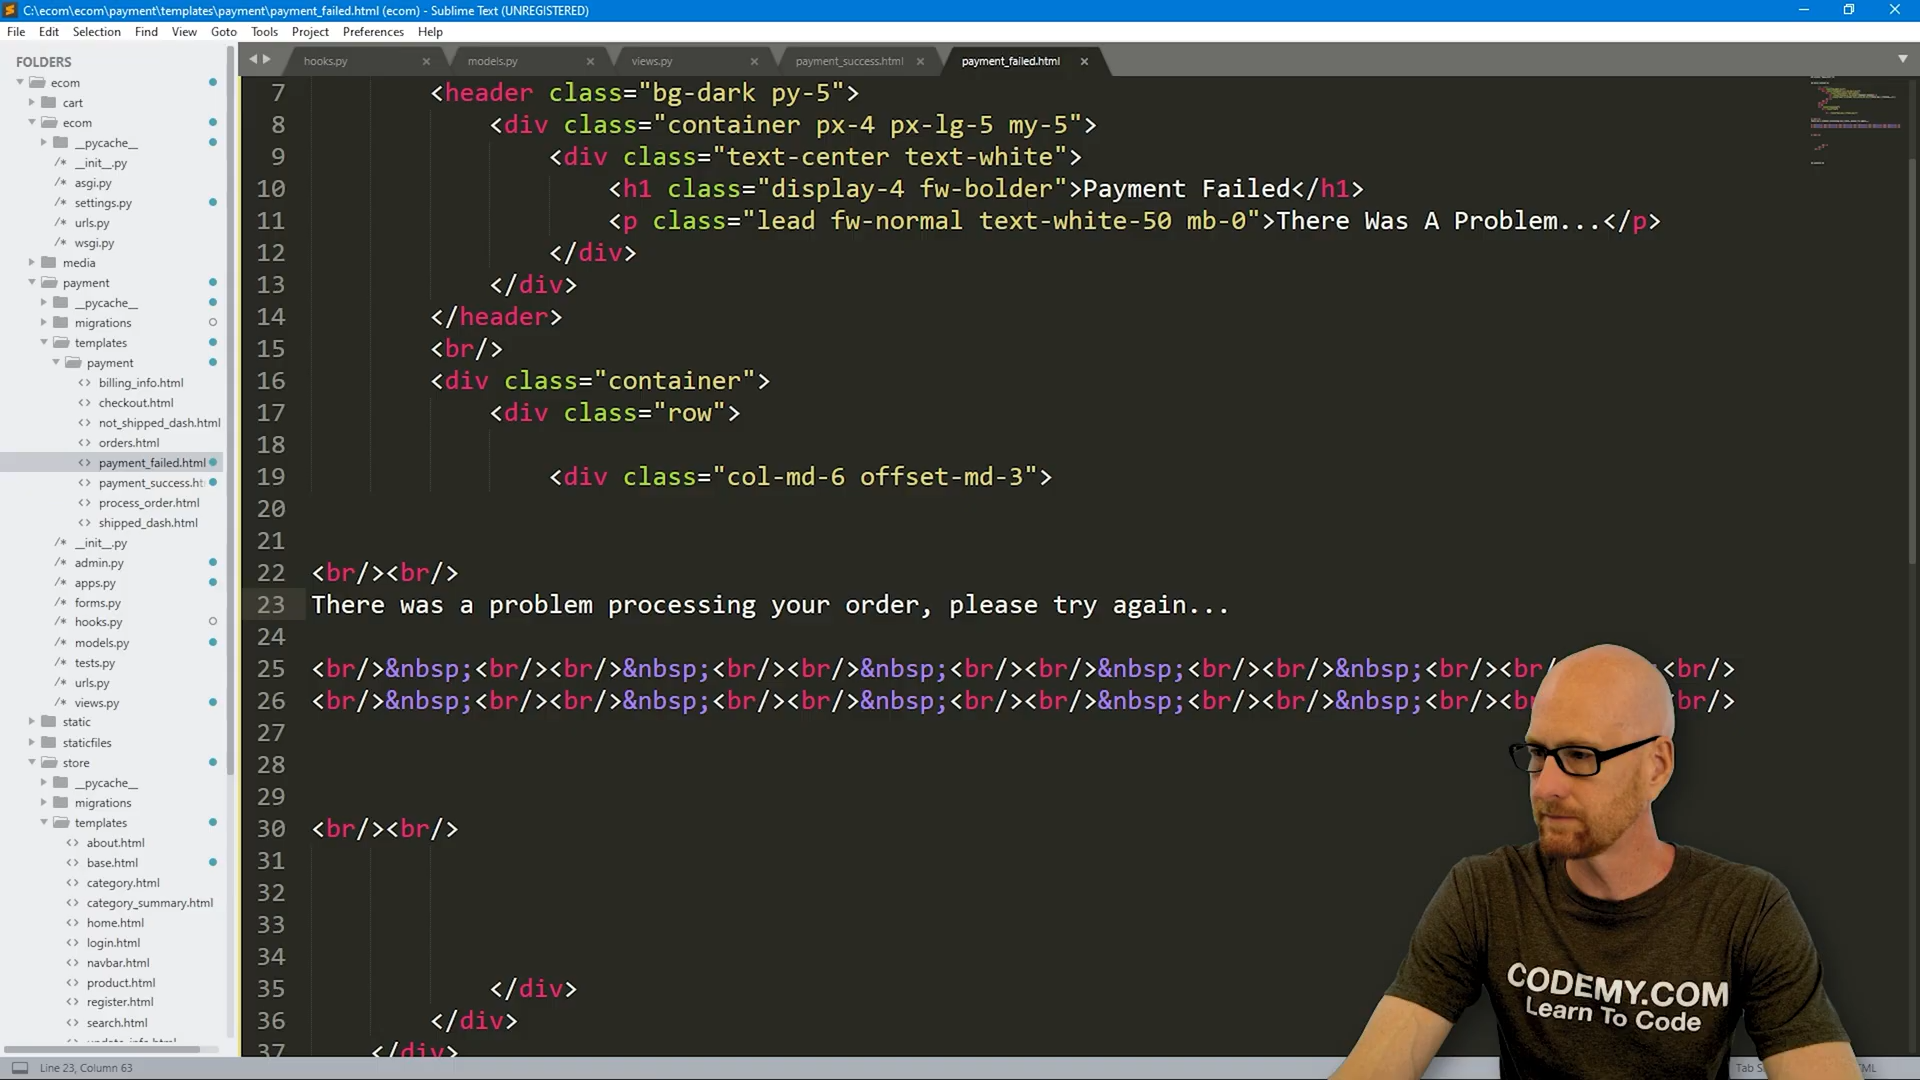 C:\ecom\ecom\payment\templates\payment\payment_failed.html (ecom) - Sublime Text (UNREGISTERED)
File Edit Selection Find View Goto Tools Project Preferences Help
FOLDERS
ecom
cart
ecom
__pycache__
__init__.py
asgi.py
settings.py
urls.py
wsgi.py
media
payment
__pycache__
migrations
templates
payment
billing_info.html
checkout.html
not_shipped_dash.html
orders.html
payment_failed.html
payment_success.ht
process_order.html
shipped_dash.html
__init__.py
admin.py
apps.py
forms.py
hooks.py
models.py
tests.py
urls.py
views.py
static
staticfiles
store
__pycache__
migrations
templates
about.html
base.html
category.html
category_summary.html
home.html
login.html
navbar.html
product.html
register.html
search.html
update_info.html
hooks.py models.py views.py payment_success.html payment_failed.html
7 <header class="bg-dark py-5">
8 <div class="container px-4 px-lg-5 my-5">
9 <div class="text-center text-white">
10 <h1 class="display-4 fw-bolder">Payment Failed</h1>
11 <p class="lead fw-normal text-white-50 mb-0">There Was A Problem...</p>
12 </div>
13 </div>
14 </header>
15 <br/>
16 <div class="container">
17 <div class="row">
18
19 <div class="col-md-6 offset-md-3">
20
21
22 <br/><br/>
23 There was a problem processing your order, please try again...
24
25 <br/>&nbsp;<br/><br/>&nbsp;<br/><br/>&nbsp;<br/><br/>&nbsp;<br/><br/>&nbsp;<br/><br/ <br/>
26 <br/>&nbsp;<br/><br/>&nbsp;<br/><br/>&nbsp;<br/><br/>&nbsp;<br/><br/>&nbsp;<br/><br br/>
27
28
29
30 <br/><br/>
31
32
33
34
35 </div>
36 </div>
37 </div>
CODEMY.COM
Learn To Code
Line 23, Column 63
Tab S